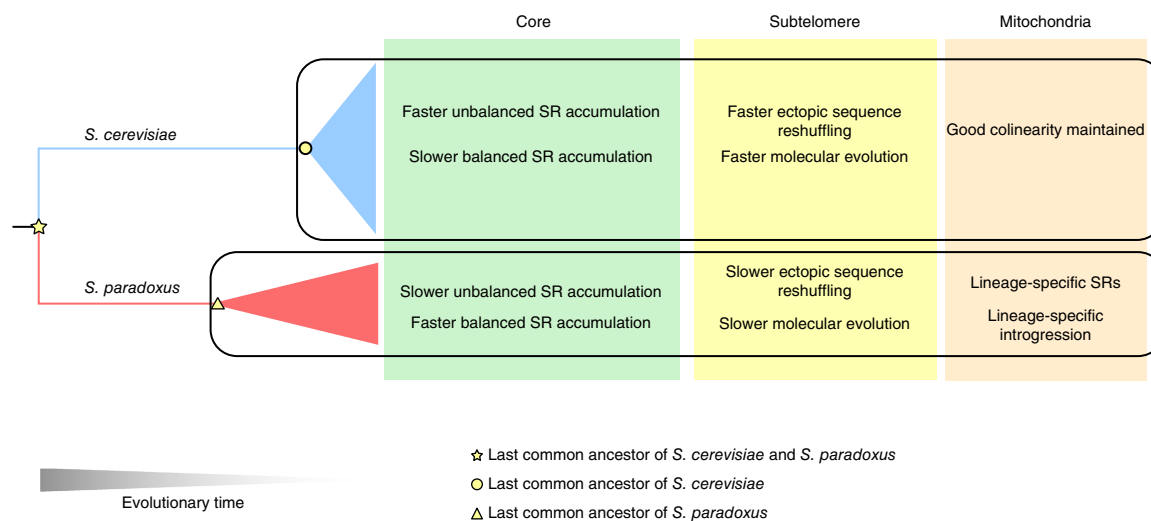 Core
Subtelomere
Mitochondria
S. cerevisiae
Faster unbalanced SR accumulation
Slower balanced SR accumulation
Faster ectopic sequence
reshuffling
Faster molecular evolution
Good colinearity maintained
S. paradoxus
Slower unbalanced SR accumulation
Faster balanced SR accumulation
Slower ectopic sequence
reshuffling
Slower molecular evolution
Lineage-specific SRs
Lineage-specific
introgression
Evolutionary time
Last common ancestor of S. cerevisiae and S. paradoxus
Last common ancestor of S. cerevisiae
Last common ancestor of S. paradoxus